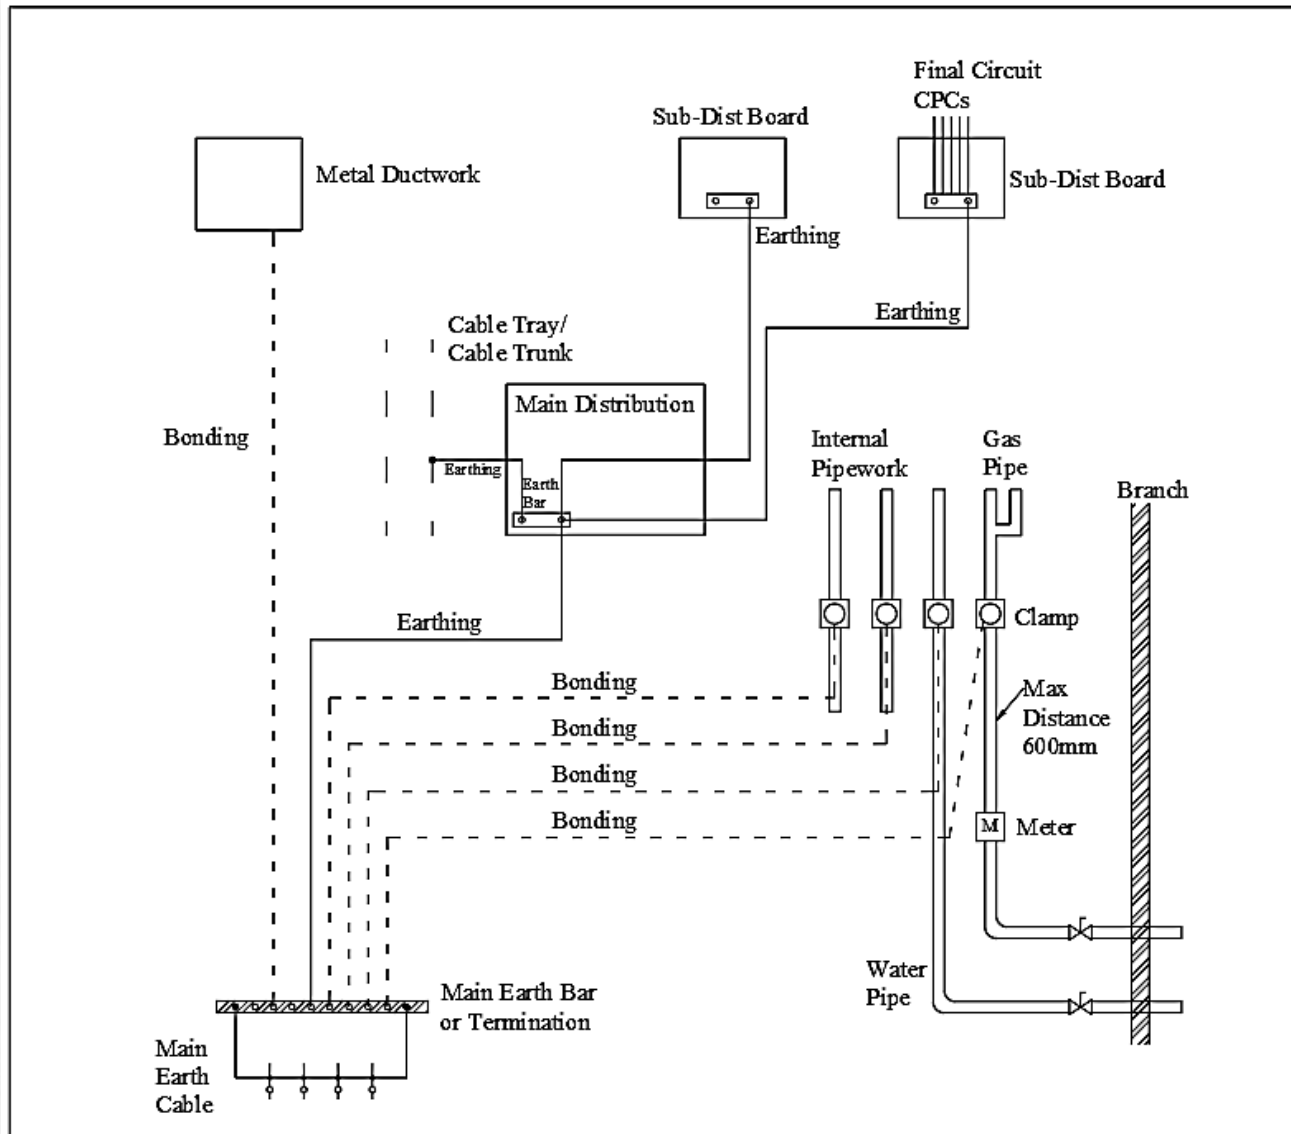 Final Circuit
CPCs
Sub-Dist Board
Metal Ductwork
Sub-Dist Board
Earthing
Earthing
Cable Tray/
Cable Trunk
Main Distribution
Bonding
Earthing
Earth
Bar
Internal
Pipework
Gas
Pipe
Branch
Earthing
Clamp
Bonding
Max
Distance
600mm
Bonding
Bonding
Bonding
M
Meter
Water
Pipe
Main Earth Bar
or Termination
Main
Earth
Cable